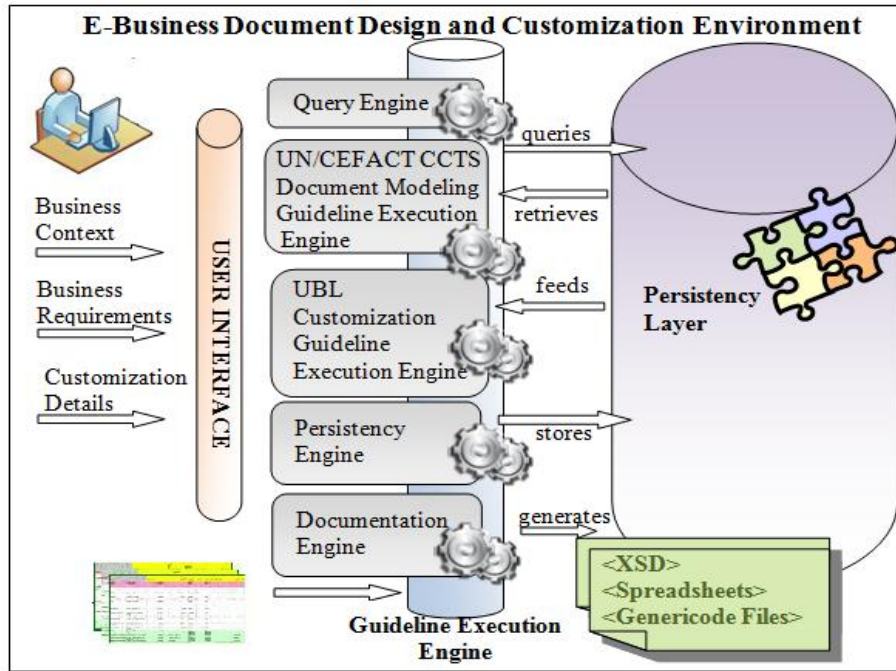 E-Business Document Design and Customization Environment
Business
Context
Business
Requirements
Customization
Details
USER INTERFACE
Query Engine
UN/CEFACT CCTS
Document Modeling
Guideline Execution
Engine
UBL
Customization
Guideline
Execution Engine
Persistency
Engine
Documentation
Engine
Guideline Execution
Engine
queries
retrieves
feeds
stores
generates
Persistency
Layer
<XSD>
<Spreadsheets>
<Genericode Files>